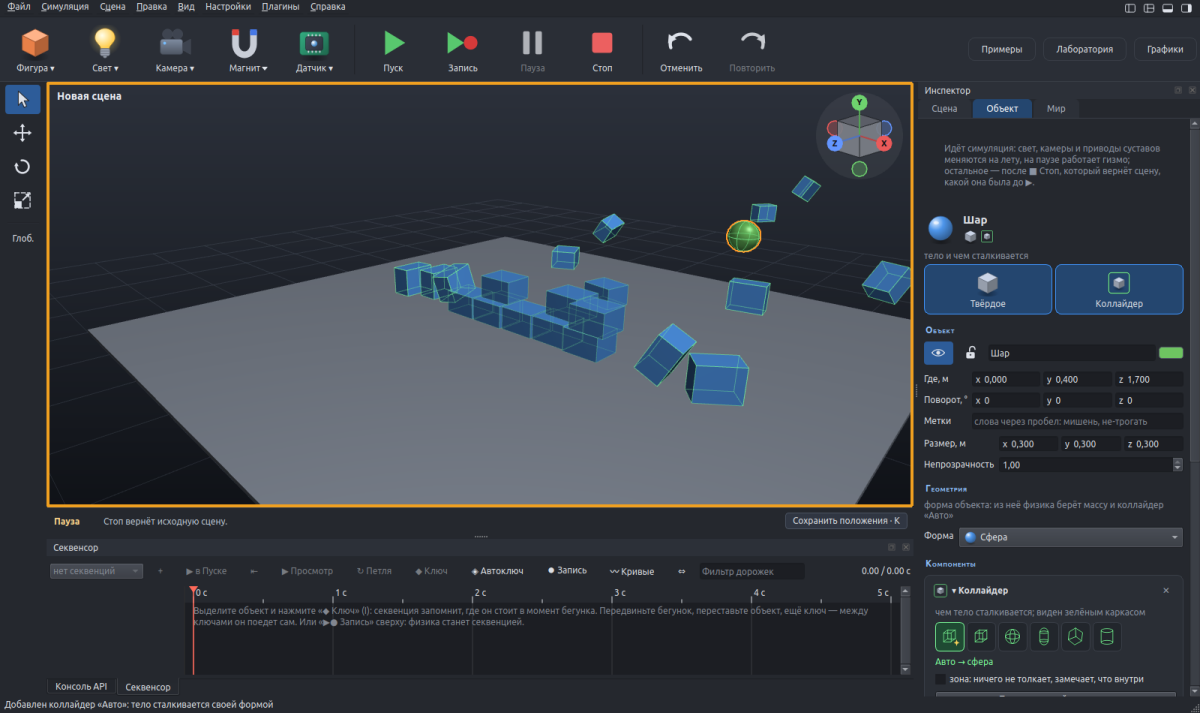 Файл Симуляция Сцена Правка Вид Настройки Плагины Справка
Фигура▾ Свет▾ Камера▾ Магнит▾ Датчик▾ Пуск Запись Пауза Стоп Отменить Повторить Примеры Лаборатория Графики
Новая сцена
Y
Z
X
Глоб.
Инспектор
Сцена Объект Мир
Идёт симуляция: свет, камеры и приводы суставов
меняются на лету, на паузе работает гизмо;
остальное — после ■ Стоп, который вернёт сцену,
какой она была до ▶.
Шар
тело и чем сталкивается
Твёрдое Коллайдер
Объект
Шар
Где, м x 0,000 y 0,400 z 1,700
Поворот,° x 0 y 0 z 0
Метки слова через пробел: мишень, не-трогать
Размер, м x 0,300 y 0,300 z 0,300
Непрозрачность 1,00
Геометрия
форма объекта: из неё физика берёт массу и коллайдер
«Авто»
Форма Сфера
Компоненты
▾ Коллайдер ×
чем тело сталкивается; виден зелёным каркасом
Авто → сфера
зона: ничего не толкает, замечает, что внутри
Пауза Стоп вернёт исходную сцену. Сохранить положения · K
Секвенсор
нет секвенций + ▶ в Пуске ⇤ ▶ Просмотр ↻ Петля ◆ Ключ ◈ Автоключ ● Запись 〰 Кривые ⇔ Фильтр дорожек 0.00 / 0.00 с
0 с 1 с 2 с 3 с 4 с 5 с
Выделите объект и нажмите «◆ Ключ» (I): секвенция запомнит, где он стоит в момент бегунка. Передвиньте бегунок, переставьте объект, ещё ключ — между
ключами он поедет сам. Или «▶● Запись» сверху: физика станет секвенцией.
Консоль API Секвенсор
Добавлен коллайдер «Авто»: тело сталкивается своей формой